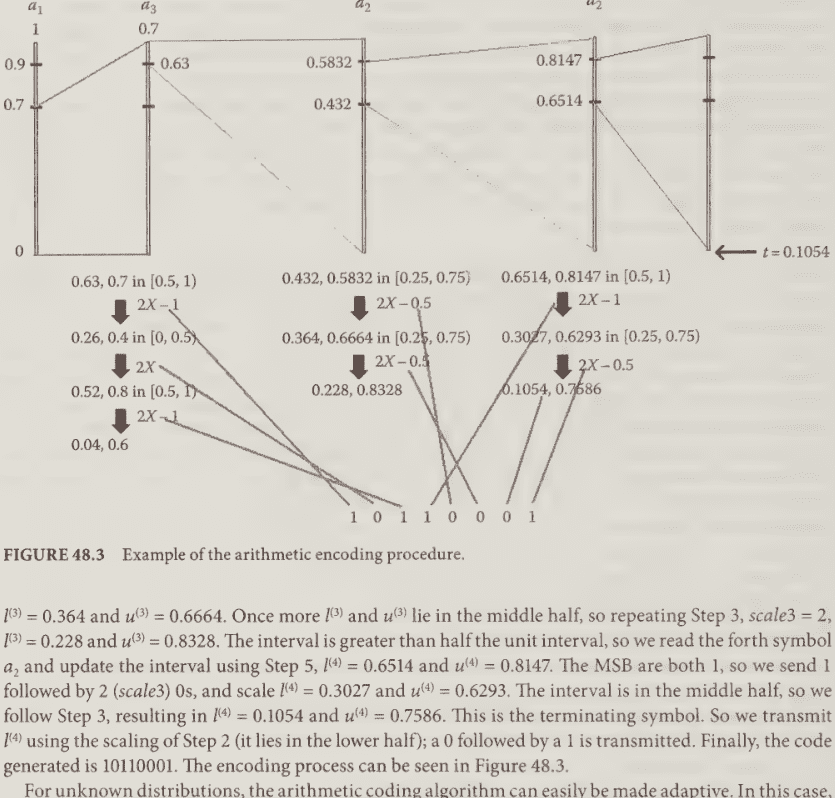 a₁ a₃ a₂ a₂
1 0.7
0.9 0.63 0.5832 0.8147
0.7 0.432 0.6514
0 t = 0.1054
0.63, 0.7 in [0.5, 1) 0.432, 0.5832 in [0.25, 0.75) 0.6514, 0.8147 in [0.5, 1)
2X – 1 2X – 0.5 2X – 1
0.26, 0.4 in [0, 0.5) 0.364, 0.6664 in [0.25, 0.75) 0.3027, 0.6293 in [0.25, 0.75)
2X 2X – 0.5 2X – 0.5
0.52, 0.8 in [0.5, 1) 0.228, 0.8328 0.1054, 0.7586
2X – 1
0.04, 0.6
1 0 1 1 0 0 0 1
FIGURE 48.3 Example of the arithmetic encoding procedure.
l⁽³⁾ = 0.364 and u⁽³⁾ = 0.6664. Once more l⁽³⁾ and u⁽³⁾ lie in the middle half, so repeating Step 3, scale3 = 2,
l⁽³⁾ = 0.228 and u⁽³⁾ = 0.8328. The interval is greater than half the unit interval, so we read the forth symbol
a₂ and update the interval using Step 5, l⁽⁴⁾ = 0.6514 and u⁽⁴⁾ = 0.8147. The MSB are both 1, so we send 1
followed by 2 (scale3) 0s, and scale l⁽⁴⁾ = 0.3027 and u⁽⁴⁾ = 0.6293. The interval is in the middle half, so we
follow Step 3, resulting in l⁽⁴⁾ = 0.1054 and u⁽⁴⁾ = 0.7586. This is the terminating symbol. So we transmit
l⁽⁴⁾ using the scaling of Step 2 (it lies in the lower half); a 0 followed by a 1 is transmitted. Finally, the code
generated is 10110001. The encoding process can be seen in Figure 48.3.
For unknown distributions, the arithmetic coding algorithm can easily be made adaptive. In this case,